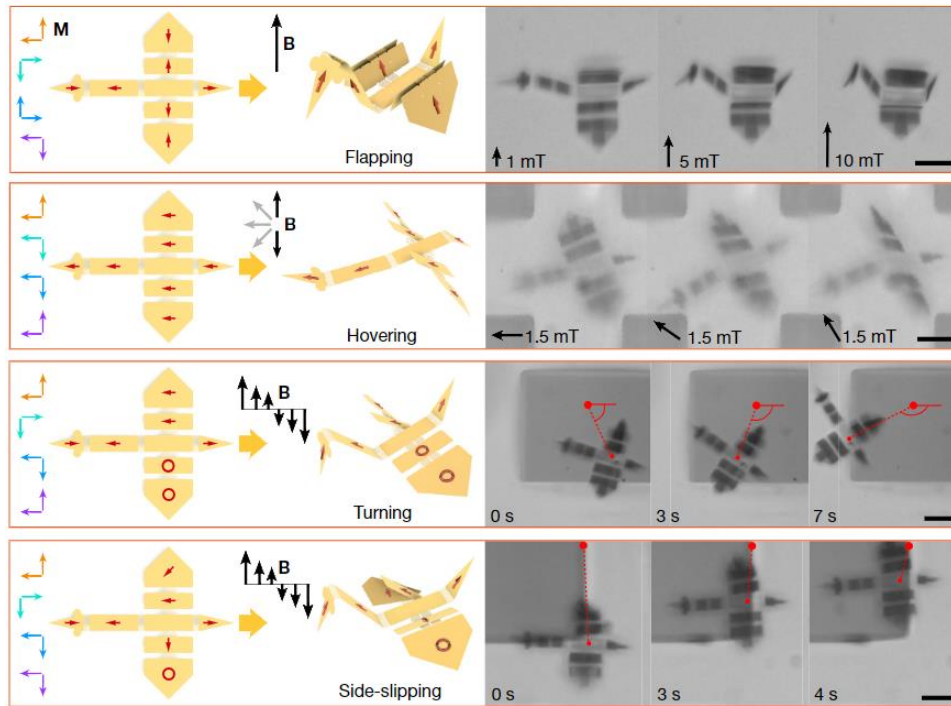 M
B
Flapping
1 mT
5 mT
10 mT
B
Hovering
1.5 mT
1.5 mT
1.5 mT
B
Turning
0 s
3 s
7 s
B
Side-slipping
0 s
3 s
4 s